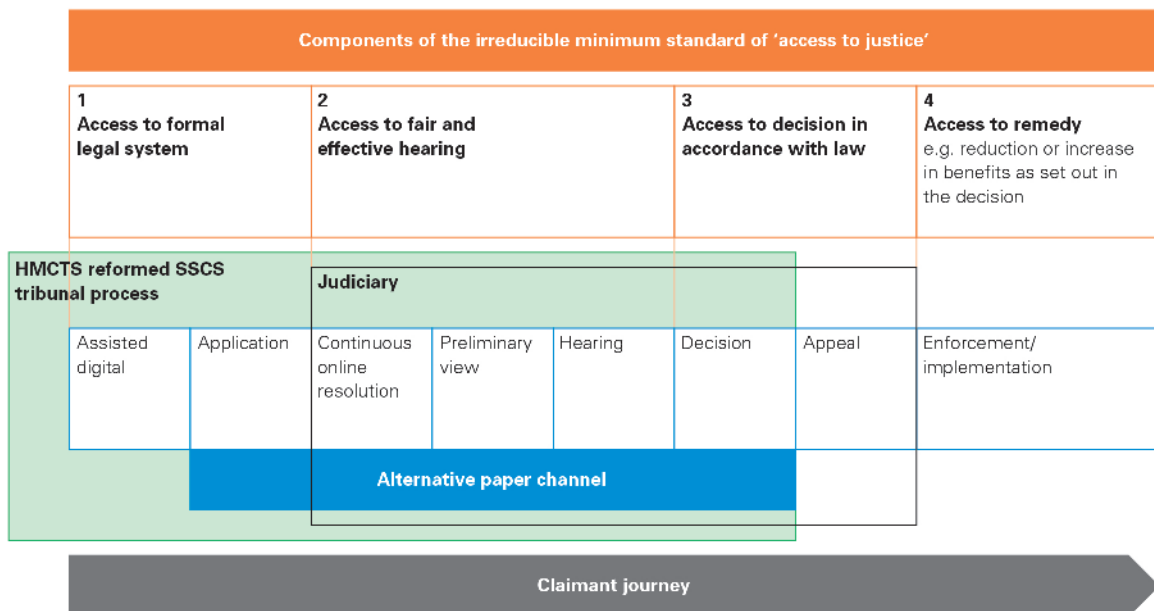 Components of the irreducible minimum standard of ‘access to justice’
1
Access to formal
legal system
2
Access to fair and
effective hearing
3
Access to decision in
accordance with law
4
Access to remedy
e.g. reduction or increase
in benefits as set out in
the decision
HMCTS reformed SSCS
tribunal process
Judiciary
Assisted
digital
Application
Continuous
online
resolution
Preliminary
view
Hearing
Decision
Appeal
Enforcement/
implementation
Alternative paper channel
Claimant journey